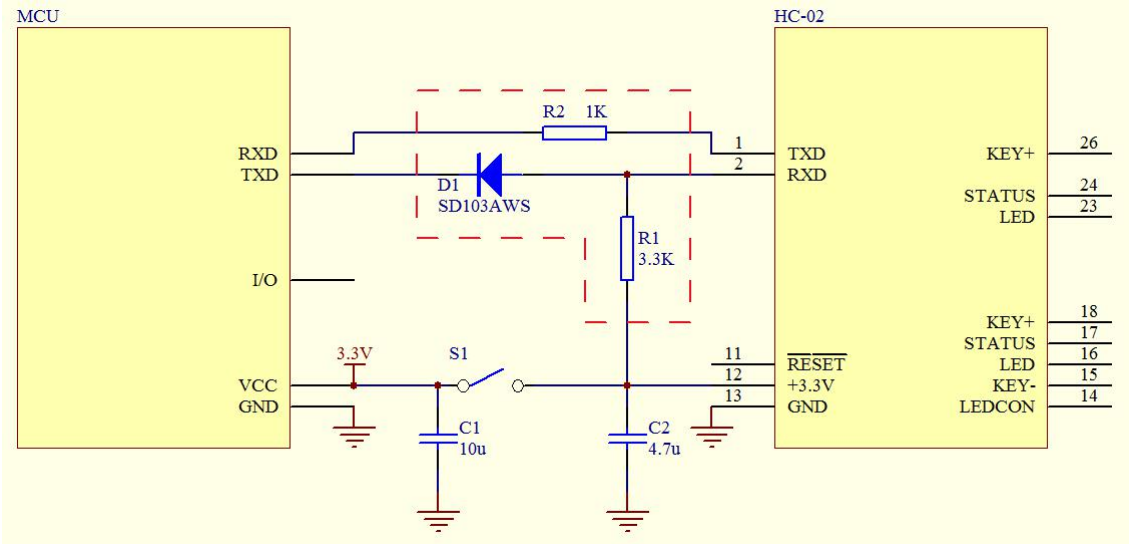 MCU
HC-02
R2 1K
RXD
1
TXD
KEY+
26
TXD
2
RXD
D1
SD103AWS
STATUS
24
LED
23
R1
3.3K
I/O
KEY+
18
STATUS
17
3.3V
S1
11
RESET
LED
16
VCC
12
+3.3V
KEY-
15
GND
13
GND
LEDCON
14
C1
10u
C2
4.7u